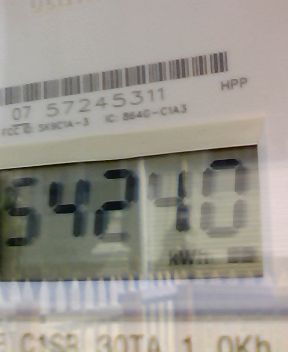 HPP
07 57245311
FCC ID: SK9C1A-3 IC: 864G-C1A3
54240
kWh
C1SR 30TA 1.0Kh